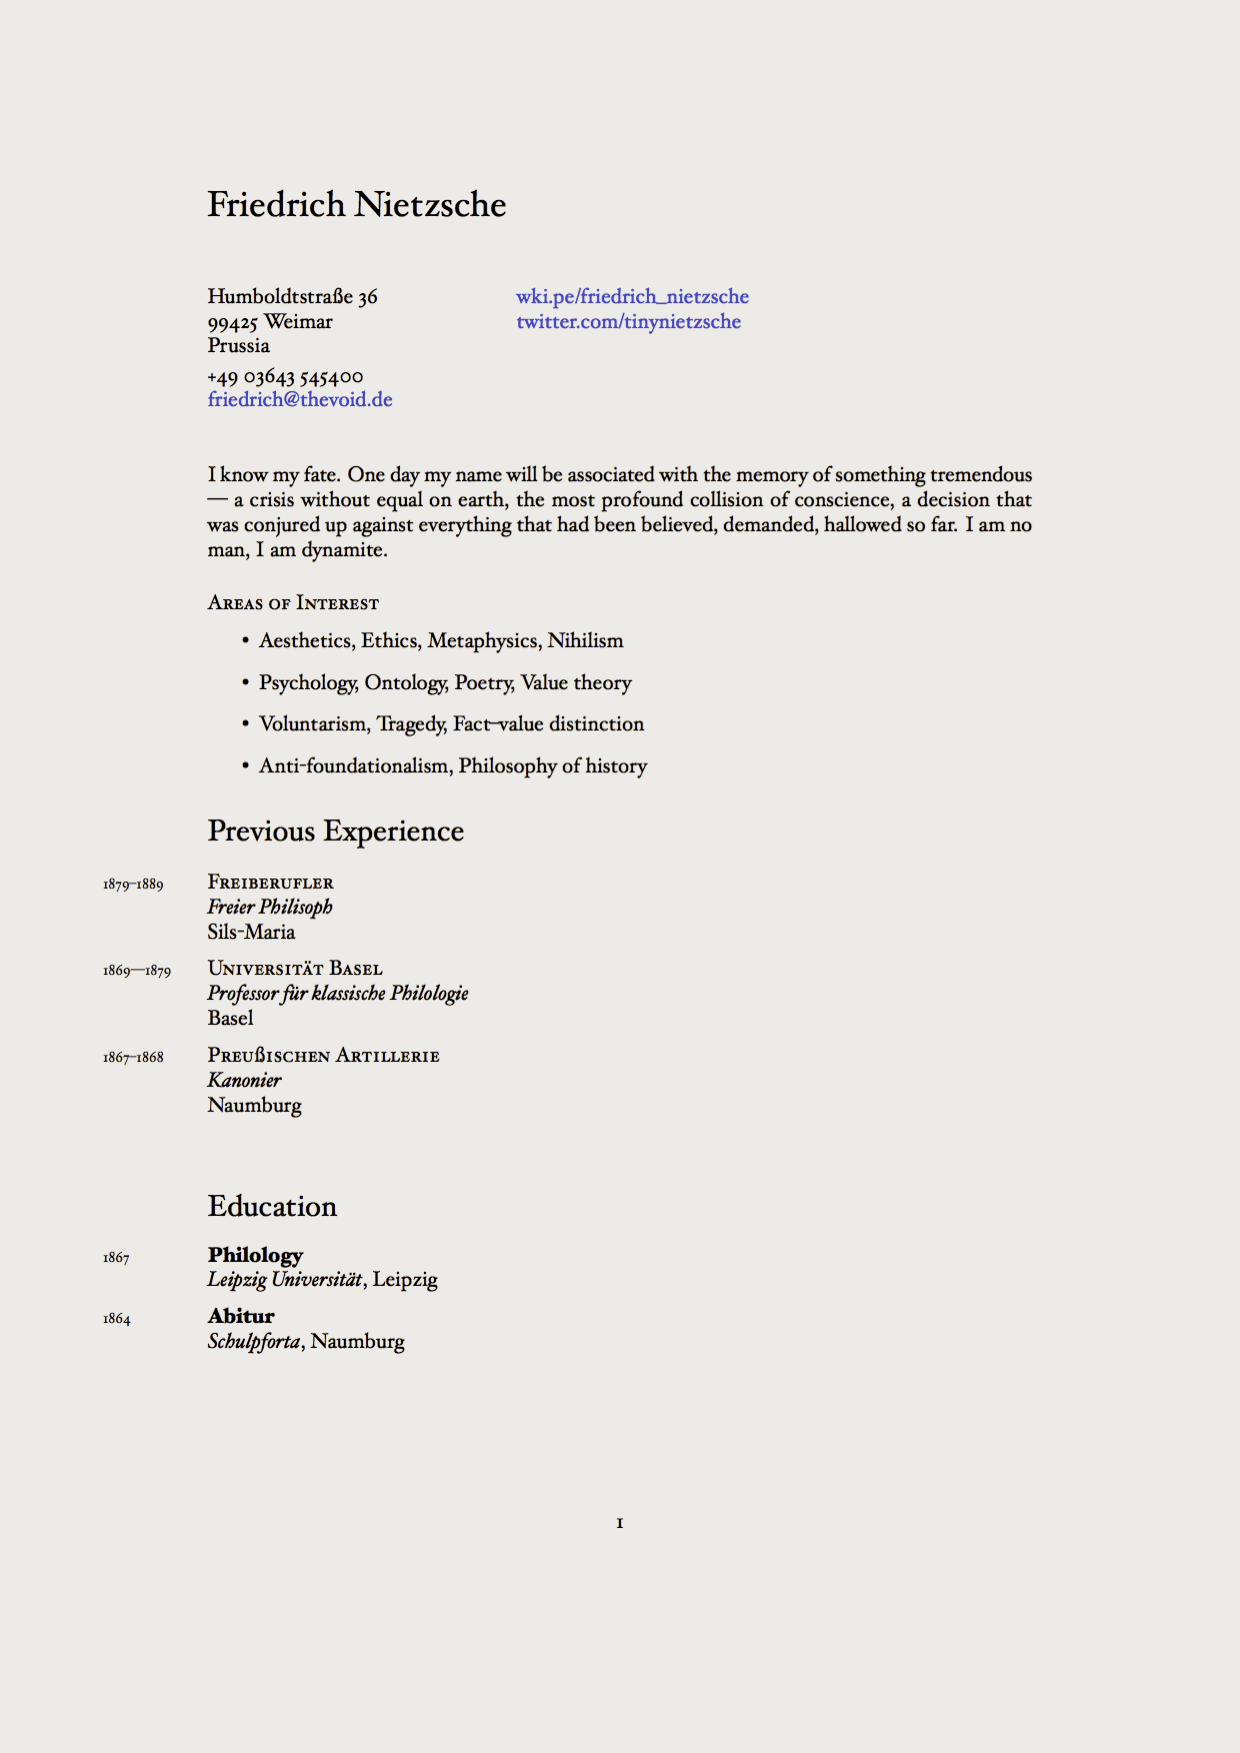 Friedrich Nietzsche
Humboldtstraße 36
99425 Weimar
Prussia
+49 03643 545400
friedrich@thevoid.de
wki.pe/friedrich_nietzsche
twitter.com/tinynietzsche
I know my fate. One day my name will be associated with the memory of something tremendous
— a crisis without equal on earth, the most profound collision of conscience, a decision that
was conjured up against everything that had been believed, demanded, hallowed so far. I am no
man, I am dynamite.
Areas of Interest
• Aesthetics, Ethics, Metaphysics, Nihilism
• Psychology, Ontology, Poetry, Value theory
• Voluntarism, Tragedy, Fact–value distinction
• Anti-foundationalism, Philosophy of history
Previous Experience
1879–1889 Freiberufler
Freier Philisoph
Sils-Maria
1869—1879 Universität Basel
Professor für klassische Philologie
Basel
1867–1868 Preußischen Artillerie
Kanonier
Naumburg
Education
1867 Philology
Leipzig Universität, Leipzig
1864 Abitur
Schulpforta, Naumburg
1